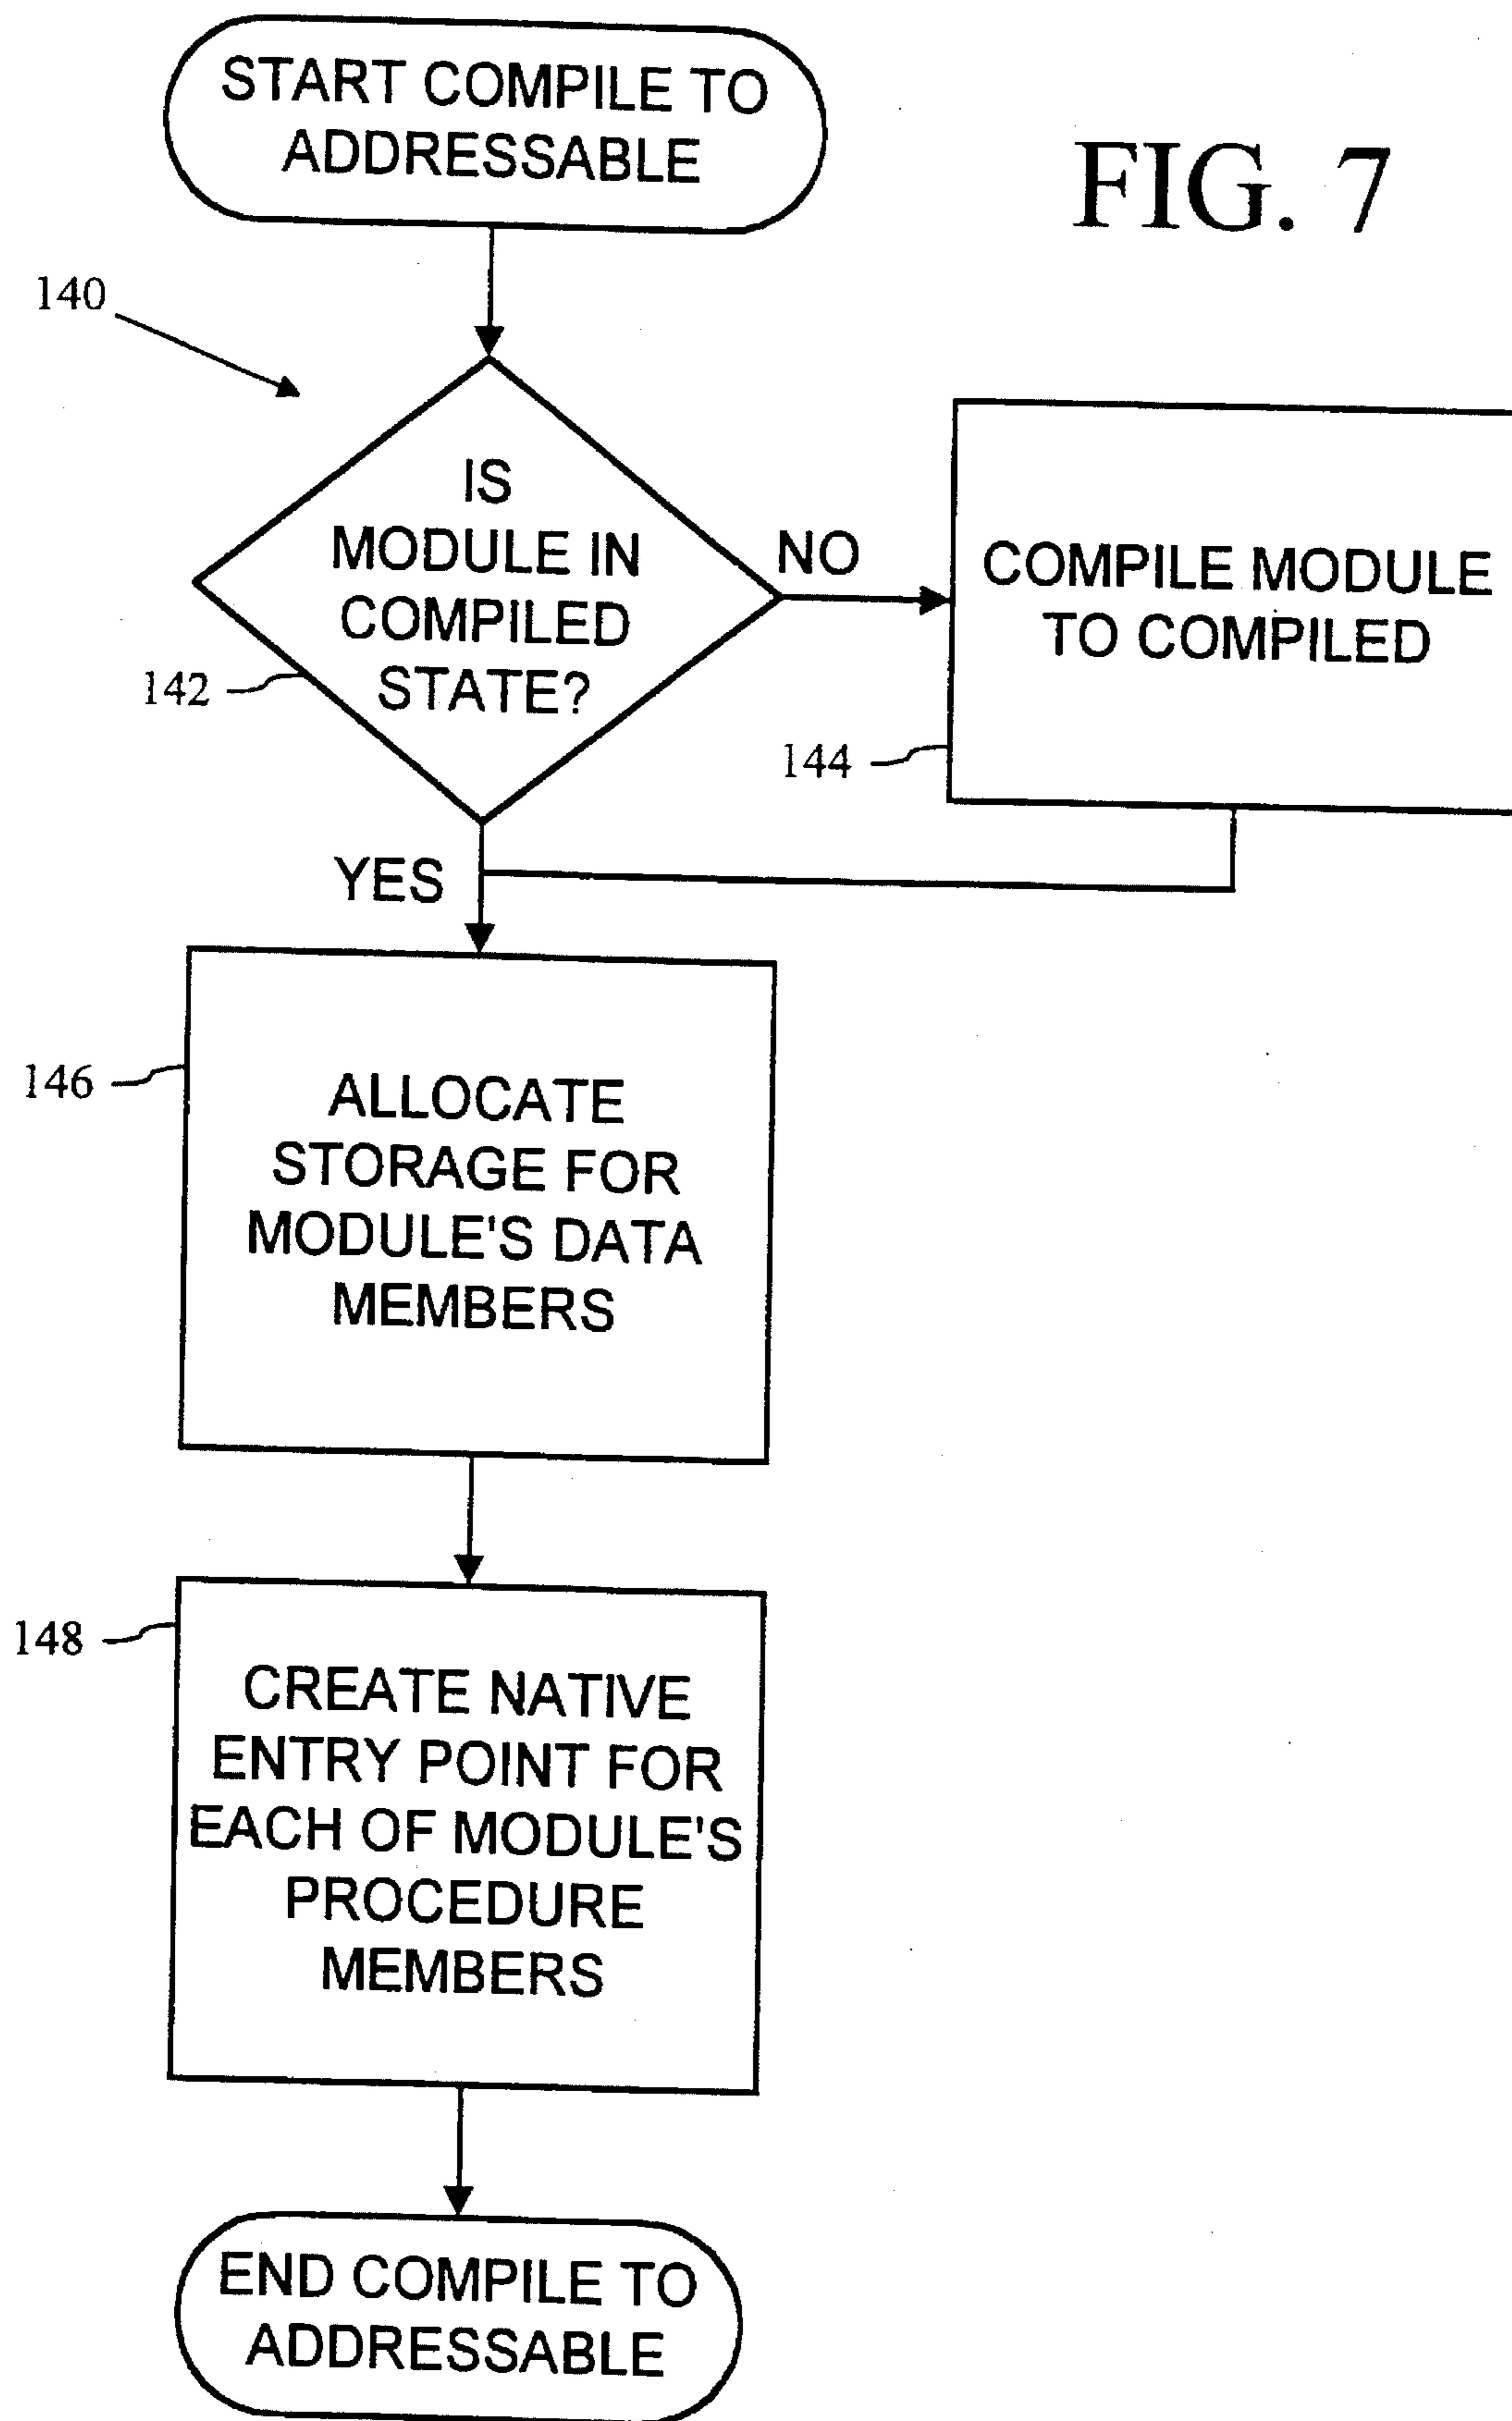 START COMPILE TO
ADDRESSABLE
FIG. 7
140
IS
MODULE IN
COMPILED
STATE?
142
NO
COMPILE MODULE
TO COMPILED
144
YES
146
ALLOCATE
STORAGE FOR
MODULE'S DATA
MEMBERS
148
CREATE NATIVE
ENTRY POINT FOR
EACH OF MODULE'S
PROCEDURE
MEMBERS
END COMPILE TO
ADDRESSABLE